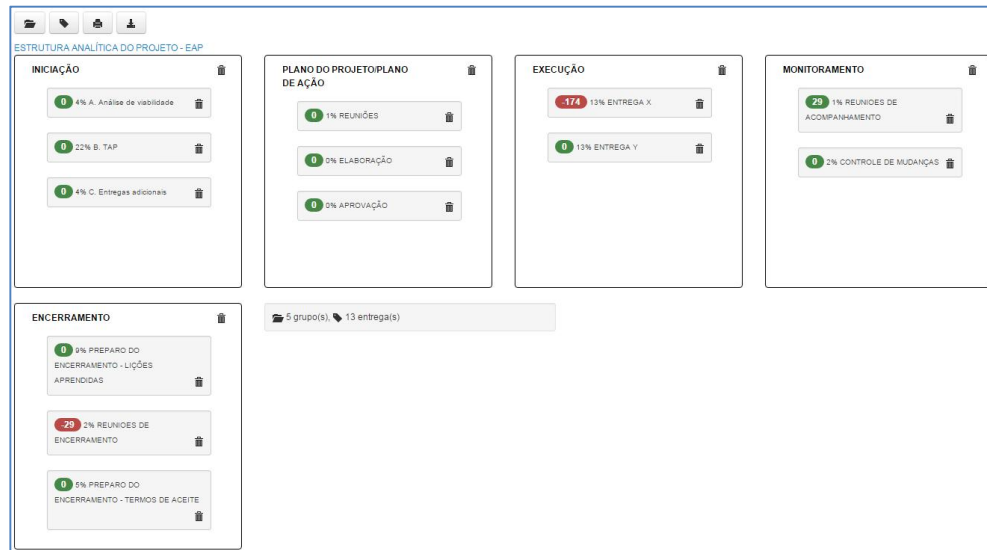 ESTRUTURA ANALÍTICA DO PROJETO - EAP
INICIAÇÃO
0 4% A. Análise de viabilidade
0 22% B. TAP
0 4% C. Entregas adicionais
PLANO DO PROJETO/PLANO
DE AÇÃO
0 1% REUNIÕES
0 0% ELABORAÇÃO
0 0% APROVAÇÃO
EXECUÇÃO
-174 13% ENTREGA X
0 13% ENTREGA Y
MONITORAMENTO
29 1% REUNIOES DE
ACOMPANHAMENTO
0 2% CONTROLE DE MUDANÇAS
ENCERRAMENTO
0 9% PREPARO DO
ENCERRAMENTO - LIÇÕES
APRENDIDAS
-29 2% REUNIOES DE
ENCERRAMENTO
0 5% PREPARO DO
ENCERRAMENTO - TERMOS DE ACEITE
5 grupo(s), 13 entrega(s)